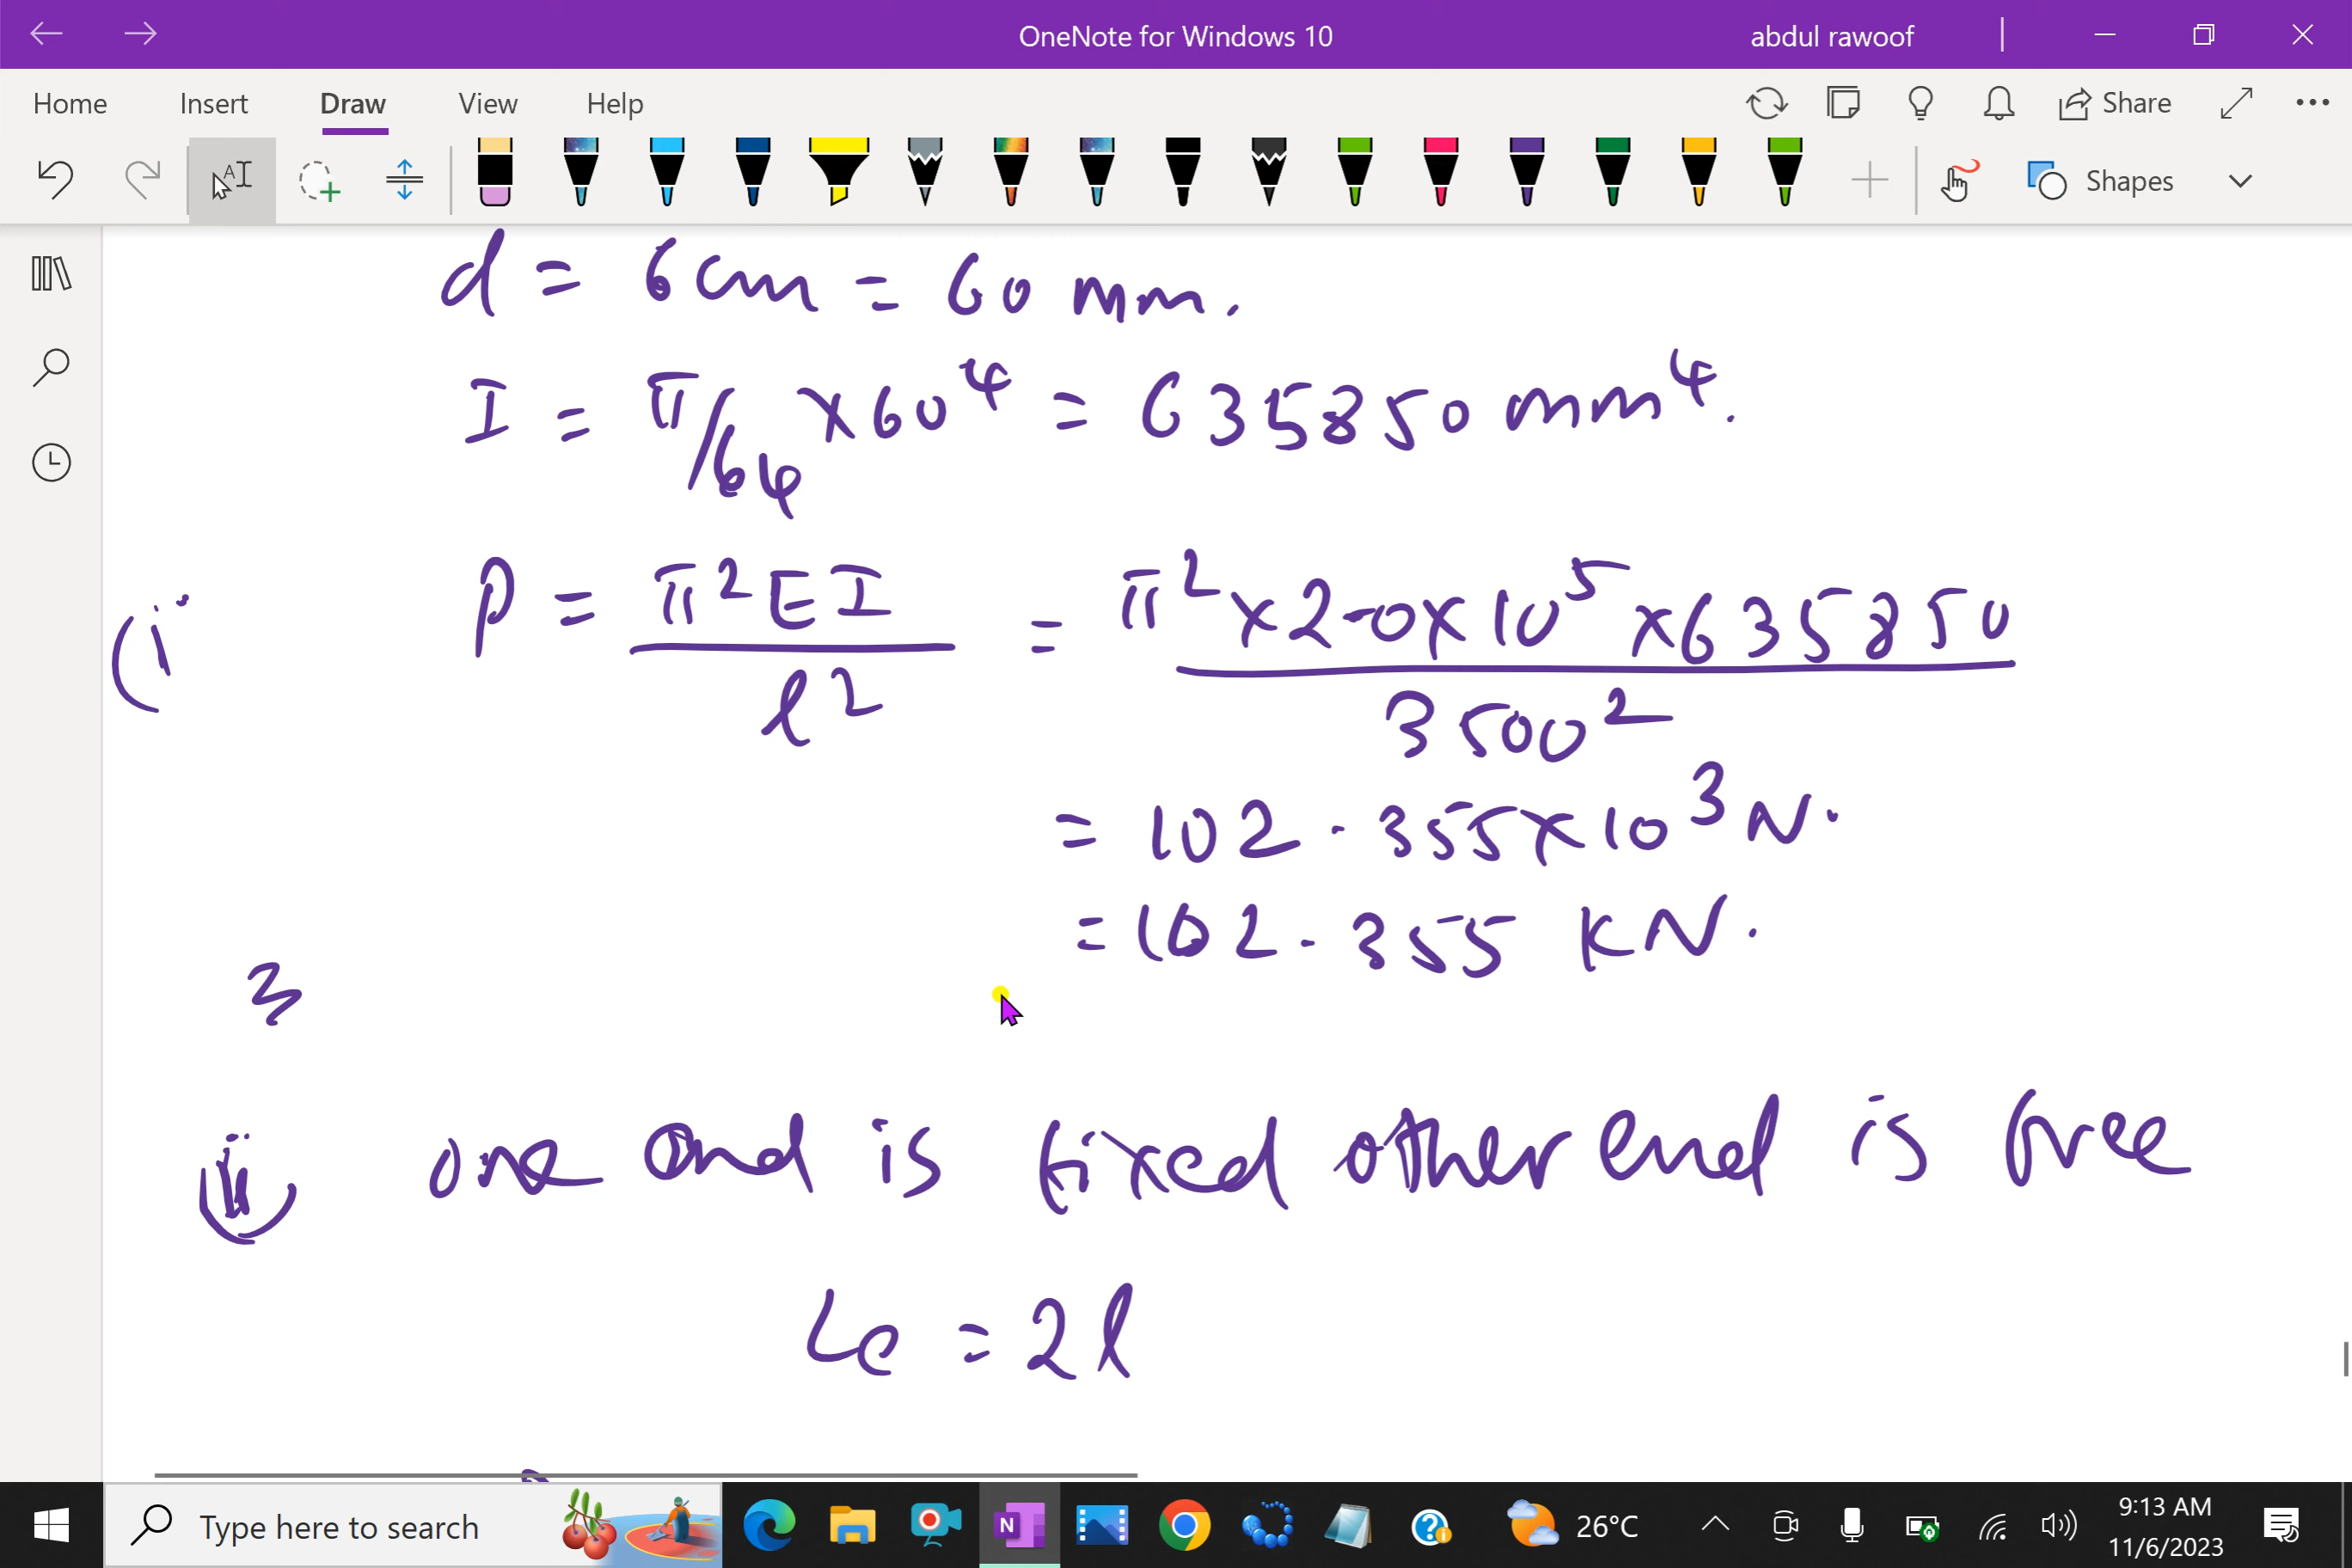 OneNote for Windows 10
abdul rawoof
Home Insert Draw View Help
Share
Shapes
d = 6 cm = 60 mm.
I = π/64 × 60⁴ = 635850 mm⁴.
(i P = π²EI / l² = π² × 2·0 × 10⁵ × 635850 / 3500²
= 102·355 × 10³ N.
= 102·355 KN.
3
(ii one end is fixed other end is free
Le = 2l
Type here to search
N
26°C
9:13 AM
11/6/2023